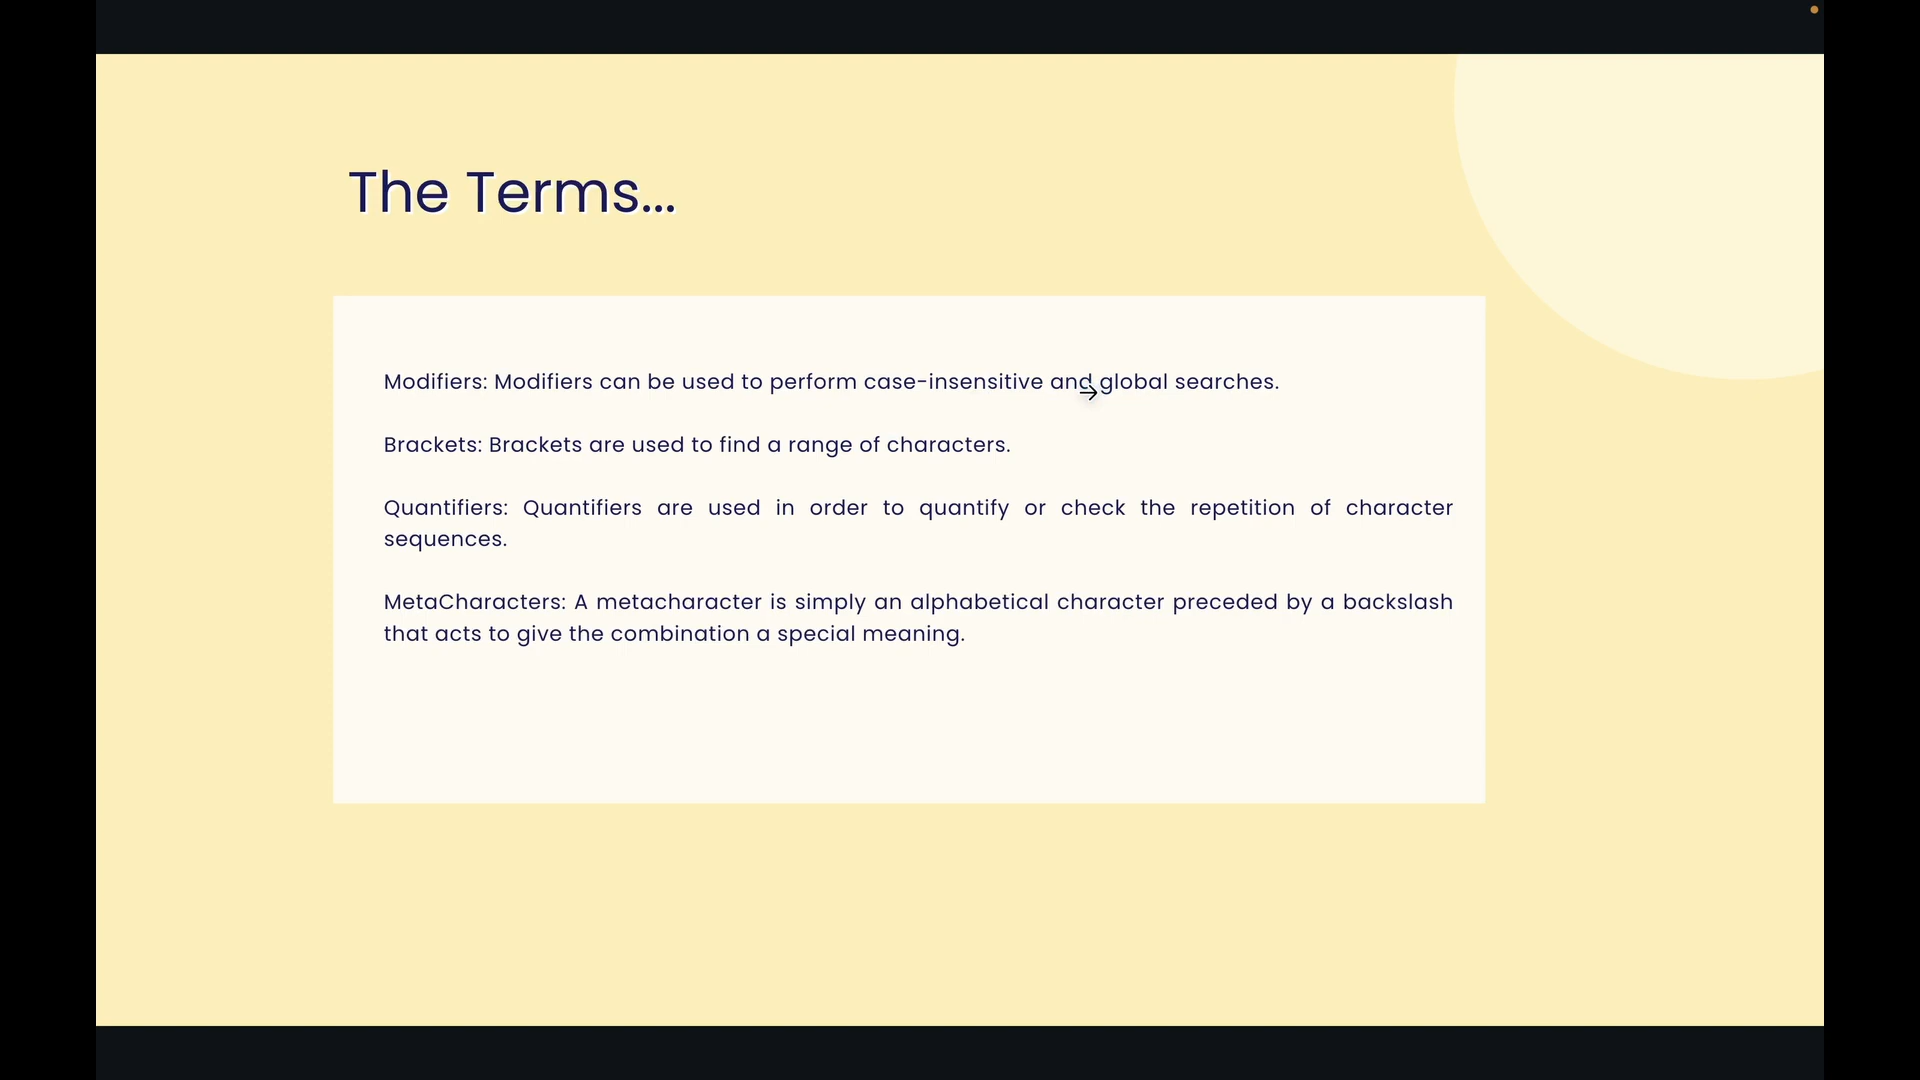 The Terms...
Modifiers: Modifiers can be used to perform case-insensitive and global searches.
Brackets: Brackets are used to find a range of characters.
Quantifiers: Quantifiers are used in order to quantify or check the repetition of character
sequences.
MetaCharacters: A metacharacter is simply an alphabetical character preceded by a backslash
that acts to give the combination a special meaning.